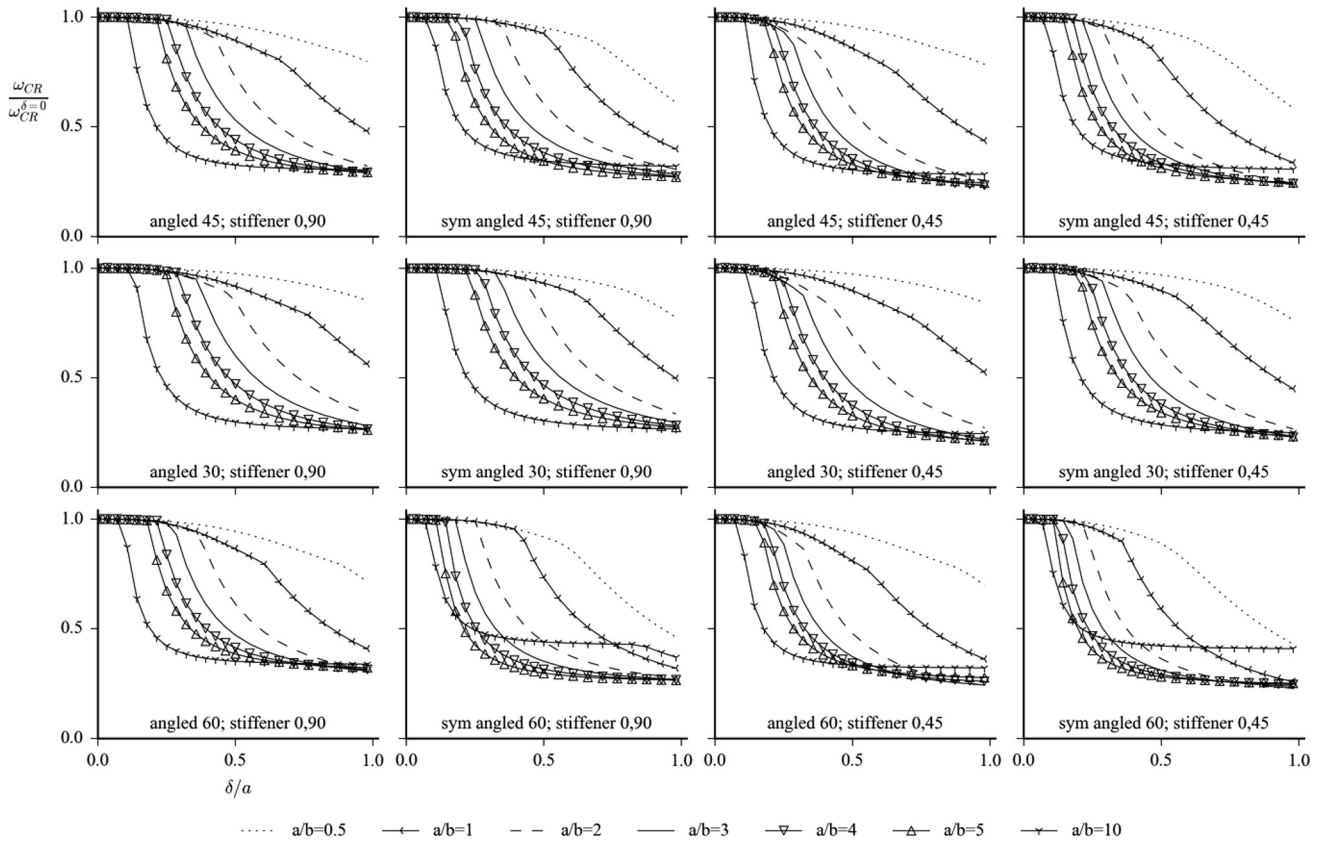 1.0
ω_CR / ω_CR^{δ=0}
0.5
0.0
angled 45; stiffener 0,90
sym angled 45; stiffener 0,90
angled 45; stiffener 0,45
sym angled 45; stiffener 0,45
1.0
0.5
0.0
angled 30; stiffener 0,90
sym angled 30; stiffener 0,90
angled 30; stiffener 0,45
sym angled 30; stiffener 0,45
1.0
0.5
0.0
angled 60; stiffener 0,90
sym angled 60; stiffener 0,90
angled 60; stiffener 0,45
sym angled 60; stiffener 0,45
0.0 0.5 1.0 0.0 0.5 1.0 0.0 0.5 1.0 0.0 0.5 1.0
δ/a
a/b=0.5 a/b=1 a/b=2 a/b=3 a/b=4 a/b=5 a/b=10